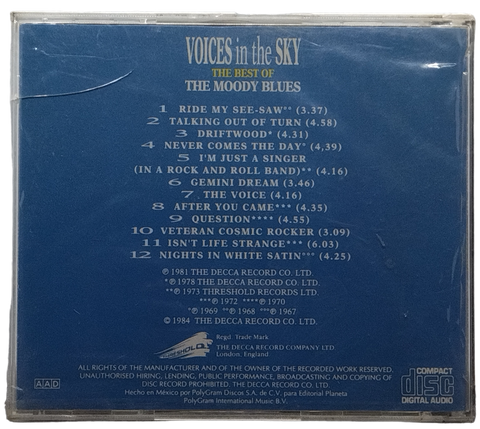 VOICES in the SKY
THE BEST OF
THE MOODY BLUES
1 RIDE MY SEE-SAW** (3.37)
2 TALKING OUT OF TURN (4.58)
3 DRIFTWOOD* (4.31)
4 NEVER COMES THE DAY* (4,39)
5 I'M JUST A SINGER
(IN A ROCK AND ROLL BAND)** (4.16)
6 GEMINI DREAM (3.46)
7 THE VOICE (4.16)
8 AFTER YOU CAME*** (4.35)
9 QUESTION**** (4.55)
10 VETERAN COSMIC ROCKER (3.09)
11 ISN'T LIFE STRANGE*** (6.03)
12 NIGHTS IN WHITE SATIN*** (4.25)
℗ 1981 THE DECCA RECORD CO. LTD.
*℗ 1978 THE DECCA RECORD CO. LTD.
**℗ 1973 THRESHOLD RECORDS LTD.
***℗ 1972 ****℗ 1970
*℗ 1969 **℗ 1968 ***℗ 1967
© 1984 THE DECCA RECORD CO. LTD.
THRESHOLD
Regd Trade Mark
THE DECCA RECORD COMPANY LTD
London, England
ALL RIGHTS OF THE MANUFACTURER AND OF THE OWNER OF THE RECORDED WORK RESERVED.
UNAUTHORISED HIRING, LENDING, PUBLIC PERFORMANCE, BROADCASTING AND COPYING OF
DISC RECORD PROHIBITED. THE DECCA RECORD CO. LTD.
Hecho en México por PolyGram Discos S.A. de C.V. para Editorial Planeta
PolyGram International Music B.V.
AAD
COMPACT
disc
DIGITAL AUDIO